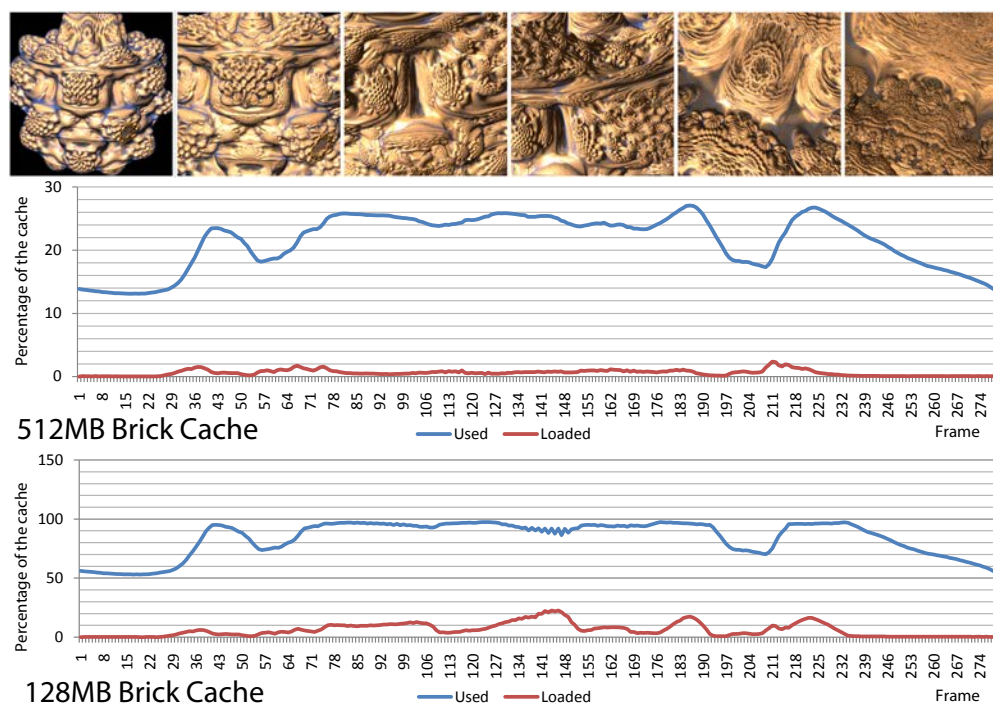 Percentage of the cache
30
20
10
0
1 8 15 22 29 36 43 50 57 64 71 78 85 92 99 106 113 120 127 134 141 148 155 162 169 176 183 190 197 204 211 218 225 232 239 246 253 260 267 274
512MB Brick Cache
Used Loaded
Frame
Percentage of the cache
150
100
50
0
1 8 15 22 29 36 43 50 57 64 71 78 85 92 99 106 113 120 127 134 141 148 155 162 169 176 183 190 197 204 211 218 225 232 239 246 253 260 267 274
128MB Brick Cache
Used Loaded
Frame